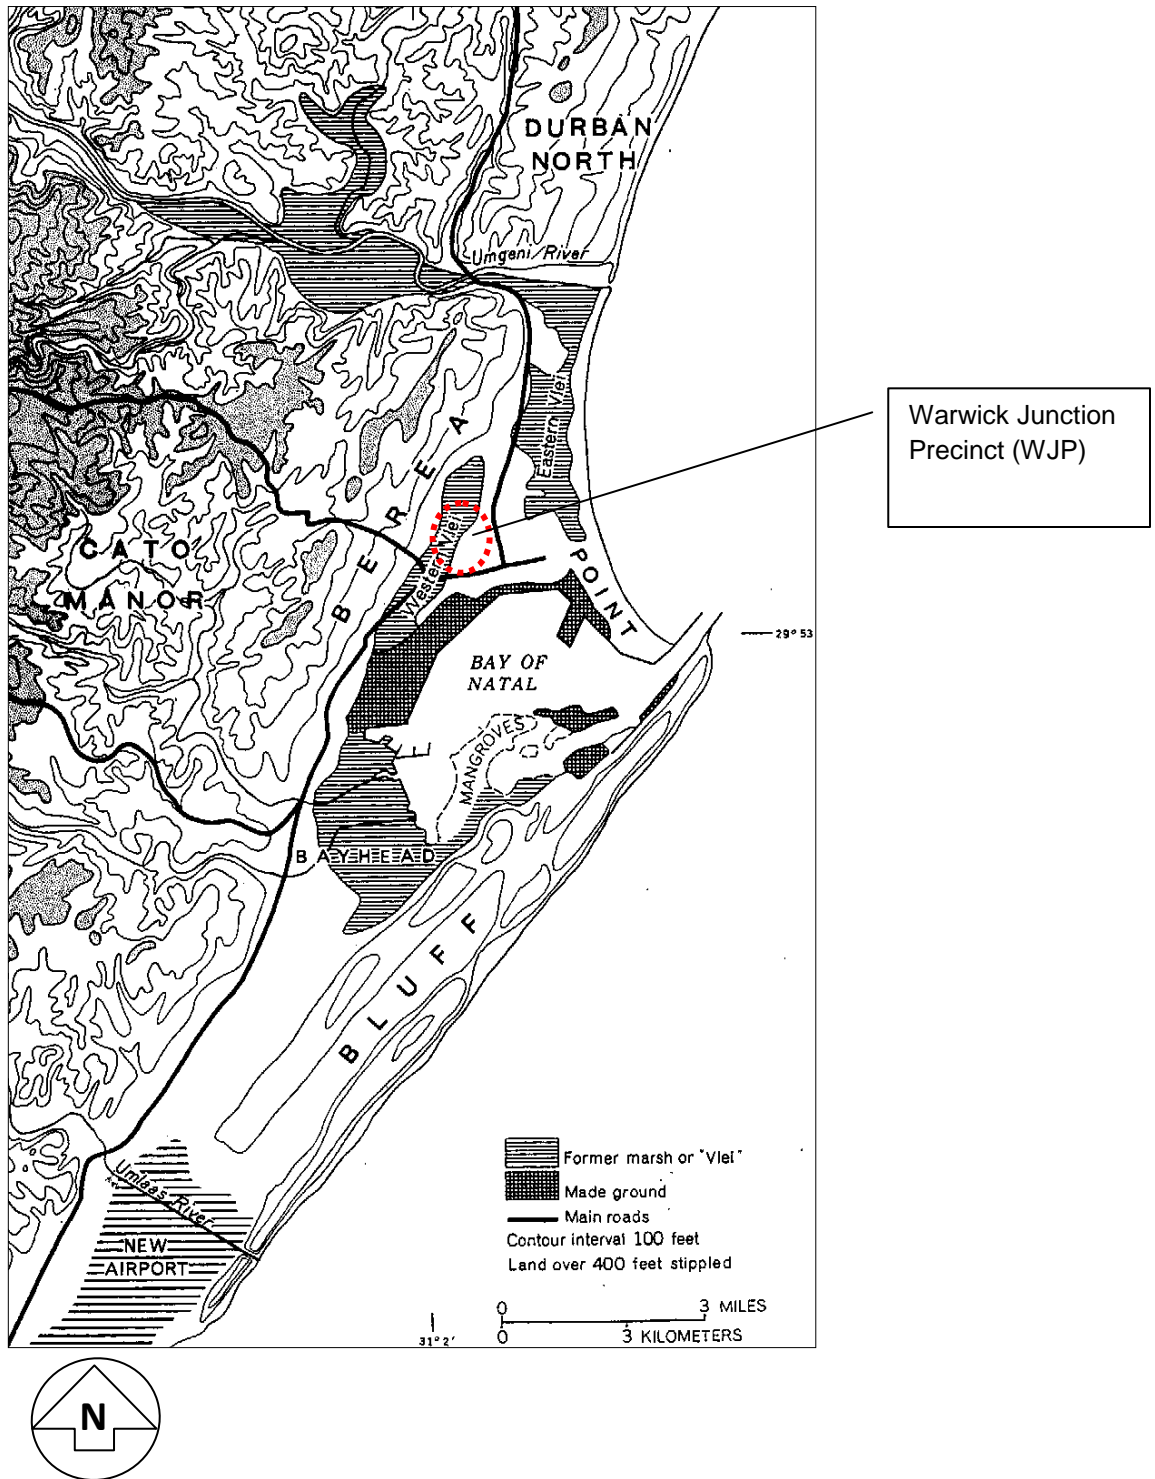 DURBAN
NORTH
Umgeni River
Eastern Vlei
Warwick Junction
Precinct (WJP)
BEREA
Western Vlei
CATO
MANOR
POINT
29° 53
BAY OF
NATAL
MANGROVES
BAYHEAD
BLUFF
Former marsh or "Vlei"
Made ground
Main roads
Contour interval 100 feet
Land over 400 feet stippled
Umlaas River
NEW
AIRPORT
0 3 MILES
0 3 KILOMETERS
31° 2'
N